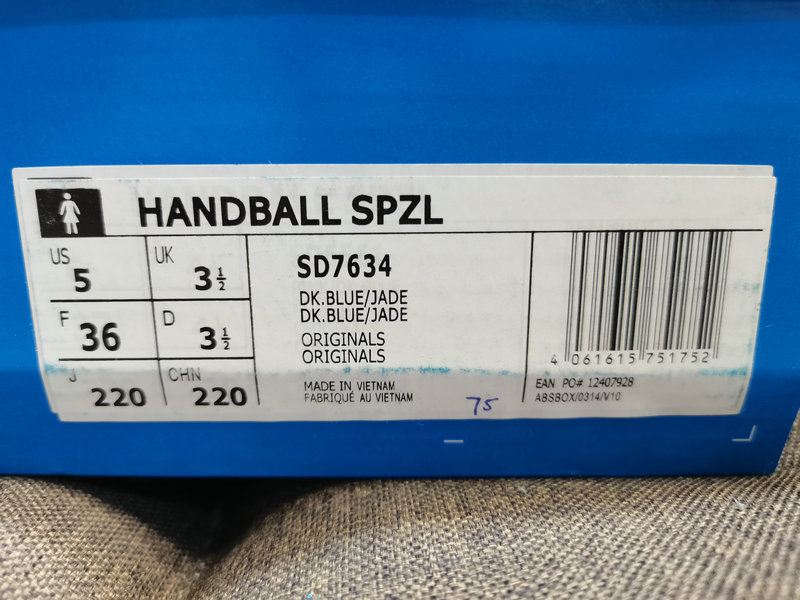 HANDBALL SPZL
US 5
UK 3½
F 36
D 3½
J 220
CHN 220
SD7634
DK.BLUE/JADE
DK.BLUE/JADE
ORIGINALS
ORIGINALS
MADE IN VIETNAM
FABRIQUÉ AU VIETNAM
75
4 061615 751752
EAN PO# 12407928
ABSBOX/0314/V10